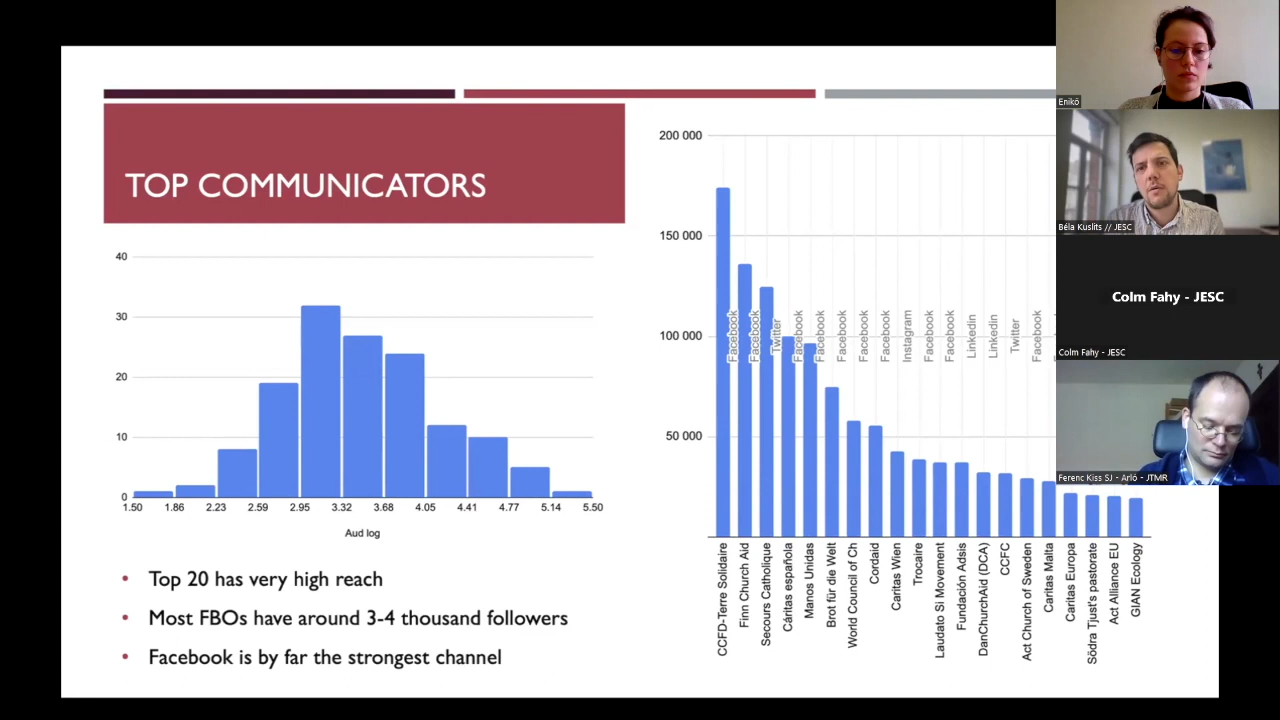 TOP COMMUNICATORS
40
30
20
10
0
1.50 1.86 2.23 2.59 2.95 3.32 3.68 4.05 4.41 4.77 5.14 5.50
Aud log
• Top 20 has very high reach
• Most FBOs have around 3-4 thousand followers
• Facebook is by far the strongest channel
200 000
150 000
100 000
50 000
Facebook
Facebook
Twitter
Facebook
Facebook
Facebook
Facebook
Facebook
Instagram
Facebook
Facebook
Linkedin
Linkedin
Twitter
Facebook
CCFD-Terre Solidaire
Finn Church Aid
Secours Catholique
Cáritas española
Manos Unidas
Brot für die Welt
World Council of Ch
Cordaid
Caritas Wien
Trocaire
Laudato Si Movement
Fundación Adsis
DanChurchAid (DCA)
CCFC
Act Church of Sweden
Caritas Malta
Caritas Europa
Södra Tjust's pastorate
Act Alliance EU
GIAN Ecology
Enikő
Béla Kuslits // JESC
Colm Fahy - JESC
Colm Fahy - JESC
Ferenc Kiss SJ - Arló - JTMR